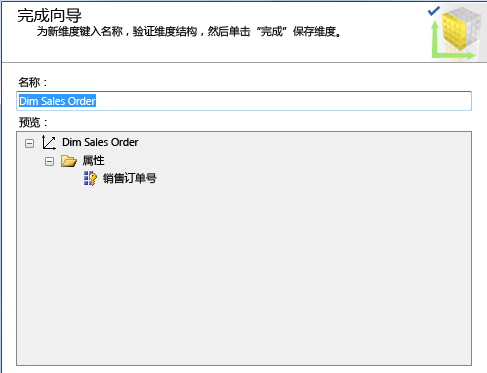 完成向导
为新维度键入名称，验证维度结构，然后单击“完成”保存维度。
名称：
Dim Sales Order
预览：
Dim Sales Order
属性
销售订单号